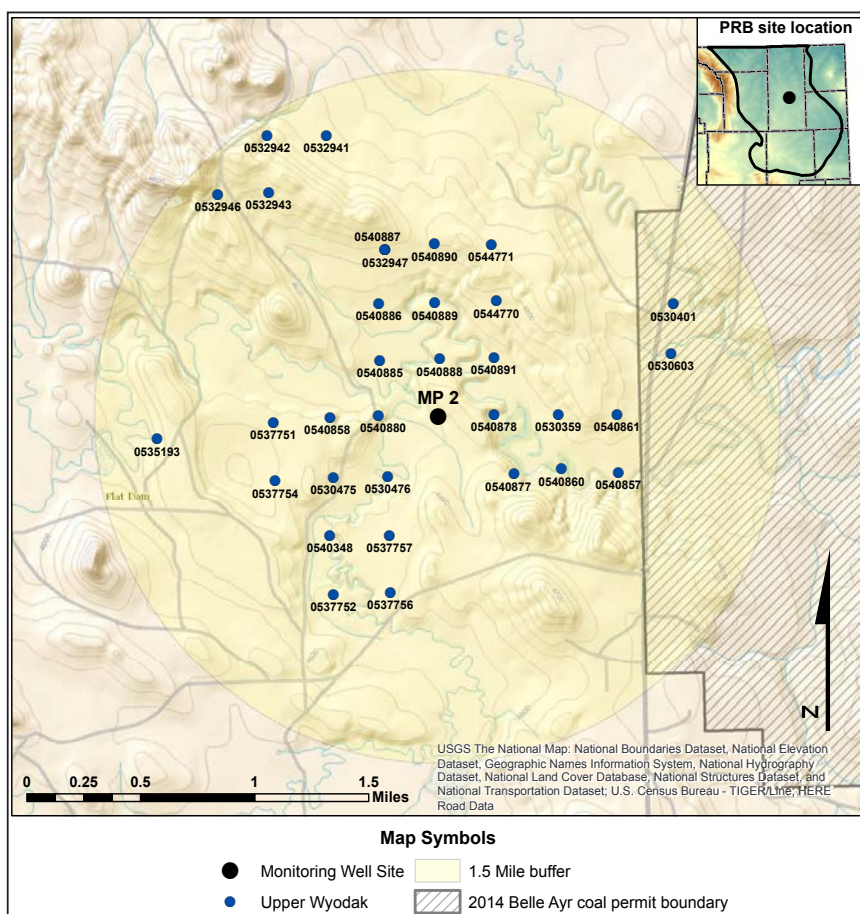 PRB site location
0532942
0532941
0532946
0532943
0540887
0532947
0540890
0544771
0540886
0540889
0544770
0530401
0530603
0540885
0540888
0540891
MP 2
0537751
0540858
0540880
0540878
0530359
0540861
0535193
0537754
0530475
0530476
0540877
0540860
0540857
Flat Dam
0540348
0537757
0537752
0537756
N
USGS The National Map: National Boundaries Dataset, National Elevation
Dataset, Geographic Names Information System, National Hydrography
Dataset, National Land Cover Database, National Structures Dataset, and
National Transportation Dataset; U.S. Census Bureau - TIGER/Line; HERE
Road Data
0 0.25 0.5 1 1.5
Miles
Map Symbols
Monitoring Well Site
1.5 Mile buffer
Upper Wyodak
2014 Belle Ayr coal permit boundary